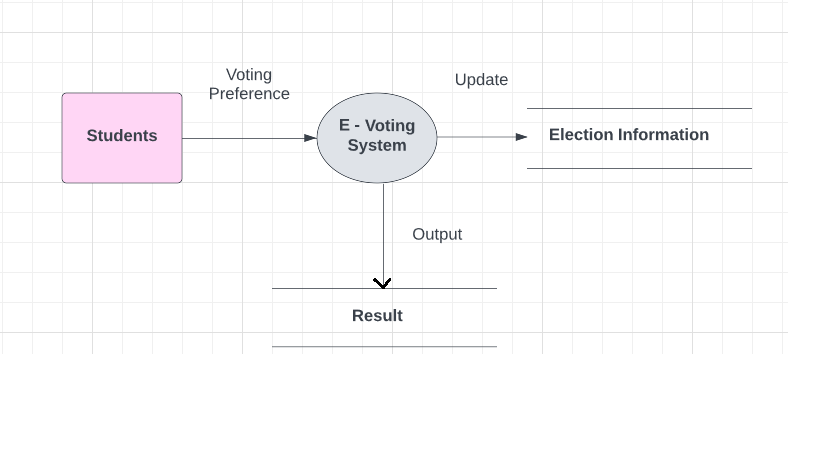 Voting
Preference
Update
Students
E - Voting
System
Election Information
Output
Result